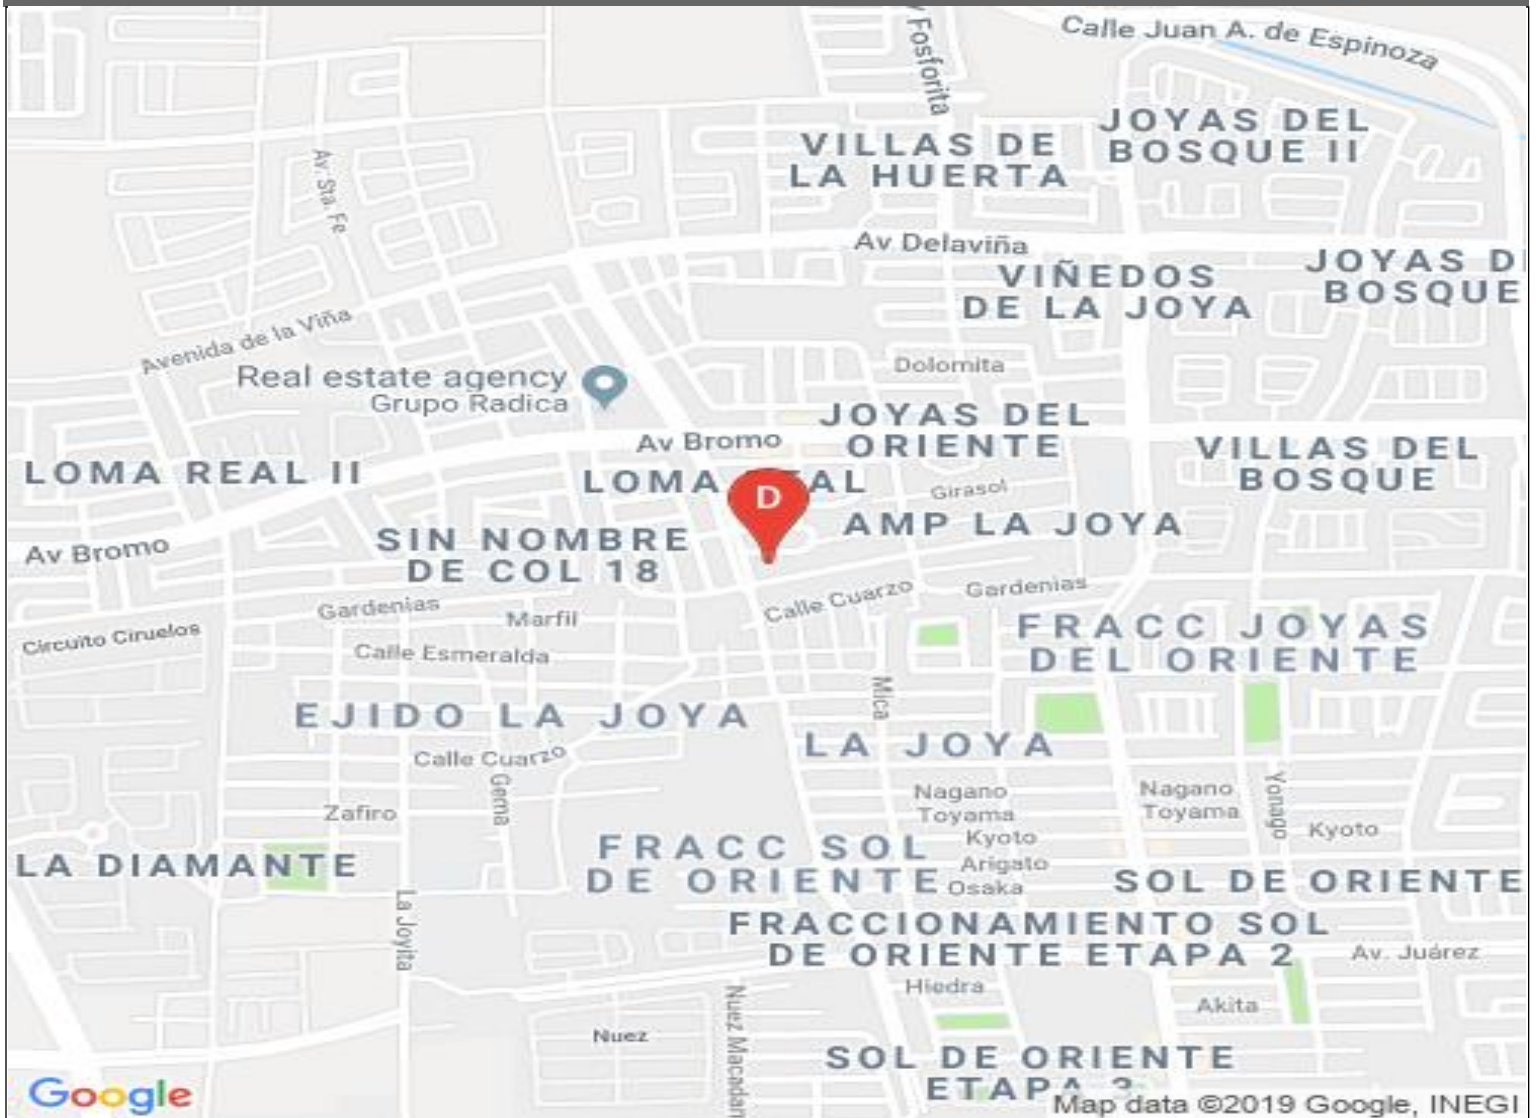 Calle Juan A. de Espinoza
Fosforita
JOYAS DEL
BOSQUE II
VILLAS DE
LA HUERTA
Av. Sta. Fe
Av Delaviña
VIÑEDOS
DE LA JOYA
JOYAS D
BOSQUE
Avenida de la Viña
Real estate agency
Grupo Radica
Dolomita
JOYAS DEL
ORIENTE
Av Bromo
VILLAS DEL
BOSQUE
LOMA REAL II
LOMA AL
D
Girasol
AMP LA JOYA
Av Bromo
SIN NOMBRE
DE COL 18
Calle Cuarzo
Gardenias
Gardenias
Marfil
Circuito Ciruelos
Calle Esmeralda
FRACC JOYAS
DEL ORIENTE
Mica
EJIDO LA JOYA
LA JOYA
Calle Cuarzo
Gema
Nagano
Toyama
Nagano
Toyama
Yonago
Zafiro
Kyoto
Kyoto
FRACC SOL
DE ORIENTE
Arigato
Osaka
LA DIAMANTE
SOL DE ORIENTE
La Joyita
FRACCIONAMIENTO SOL
DE ORIENTE ETAPA 2
Av. Juárez
Hiedra
Akita
Nuez
Nuez Macadan
SOL DE ORIENTE
ETAPA 3
Google
Map data ©2019 Google, INEGI